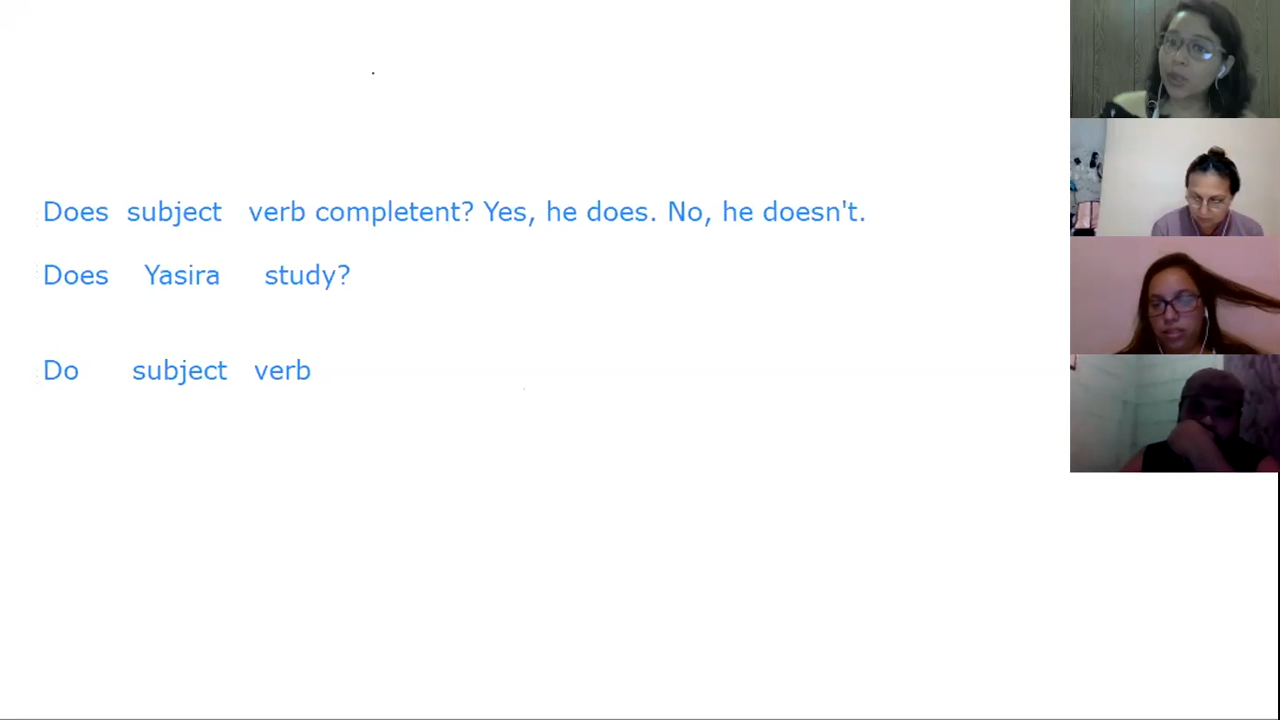 Does subject verb completent? Yes, he does. No, he doesn't.
Does Yasira study?
Do subject verb